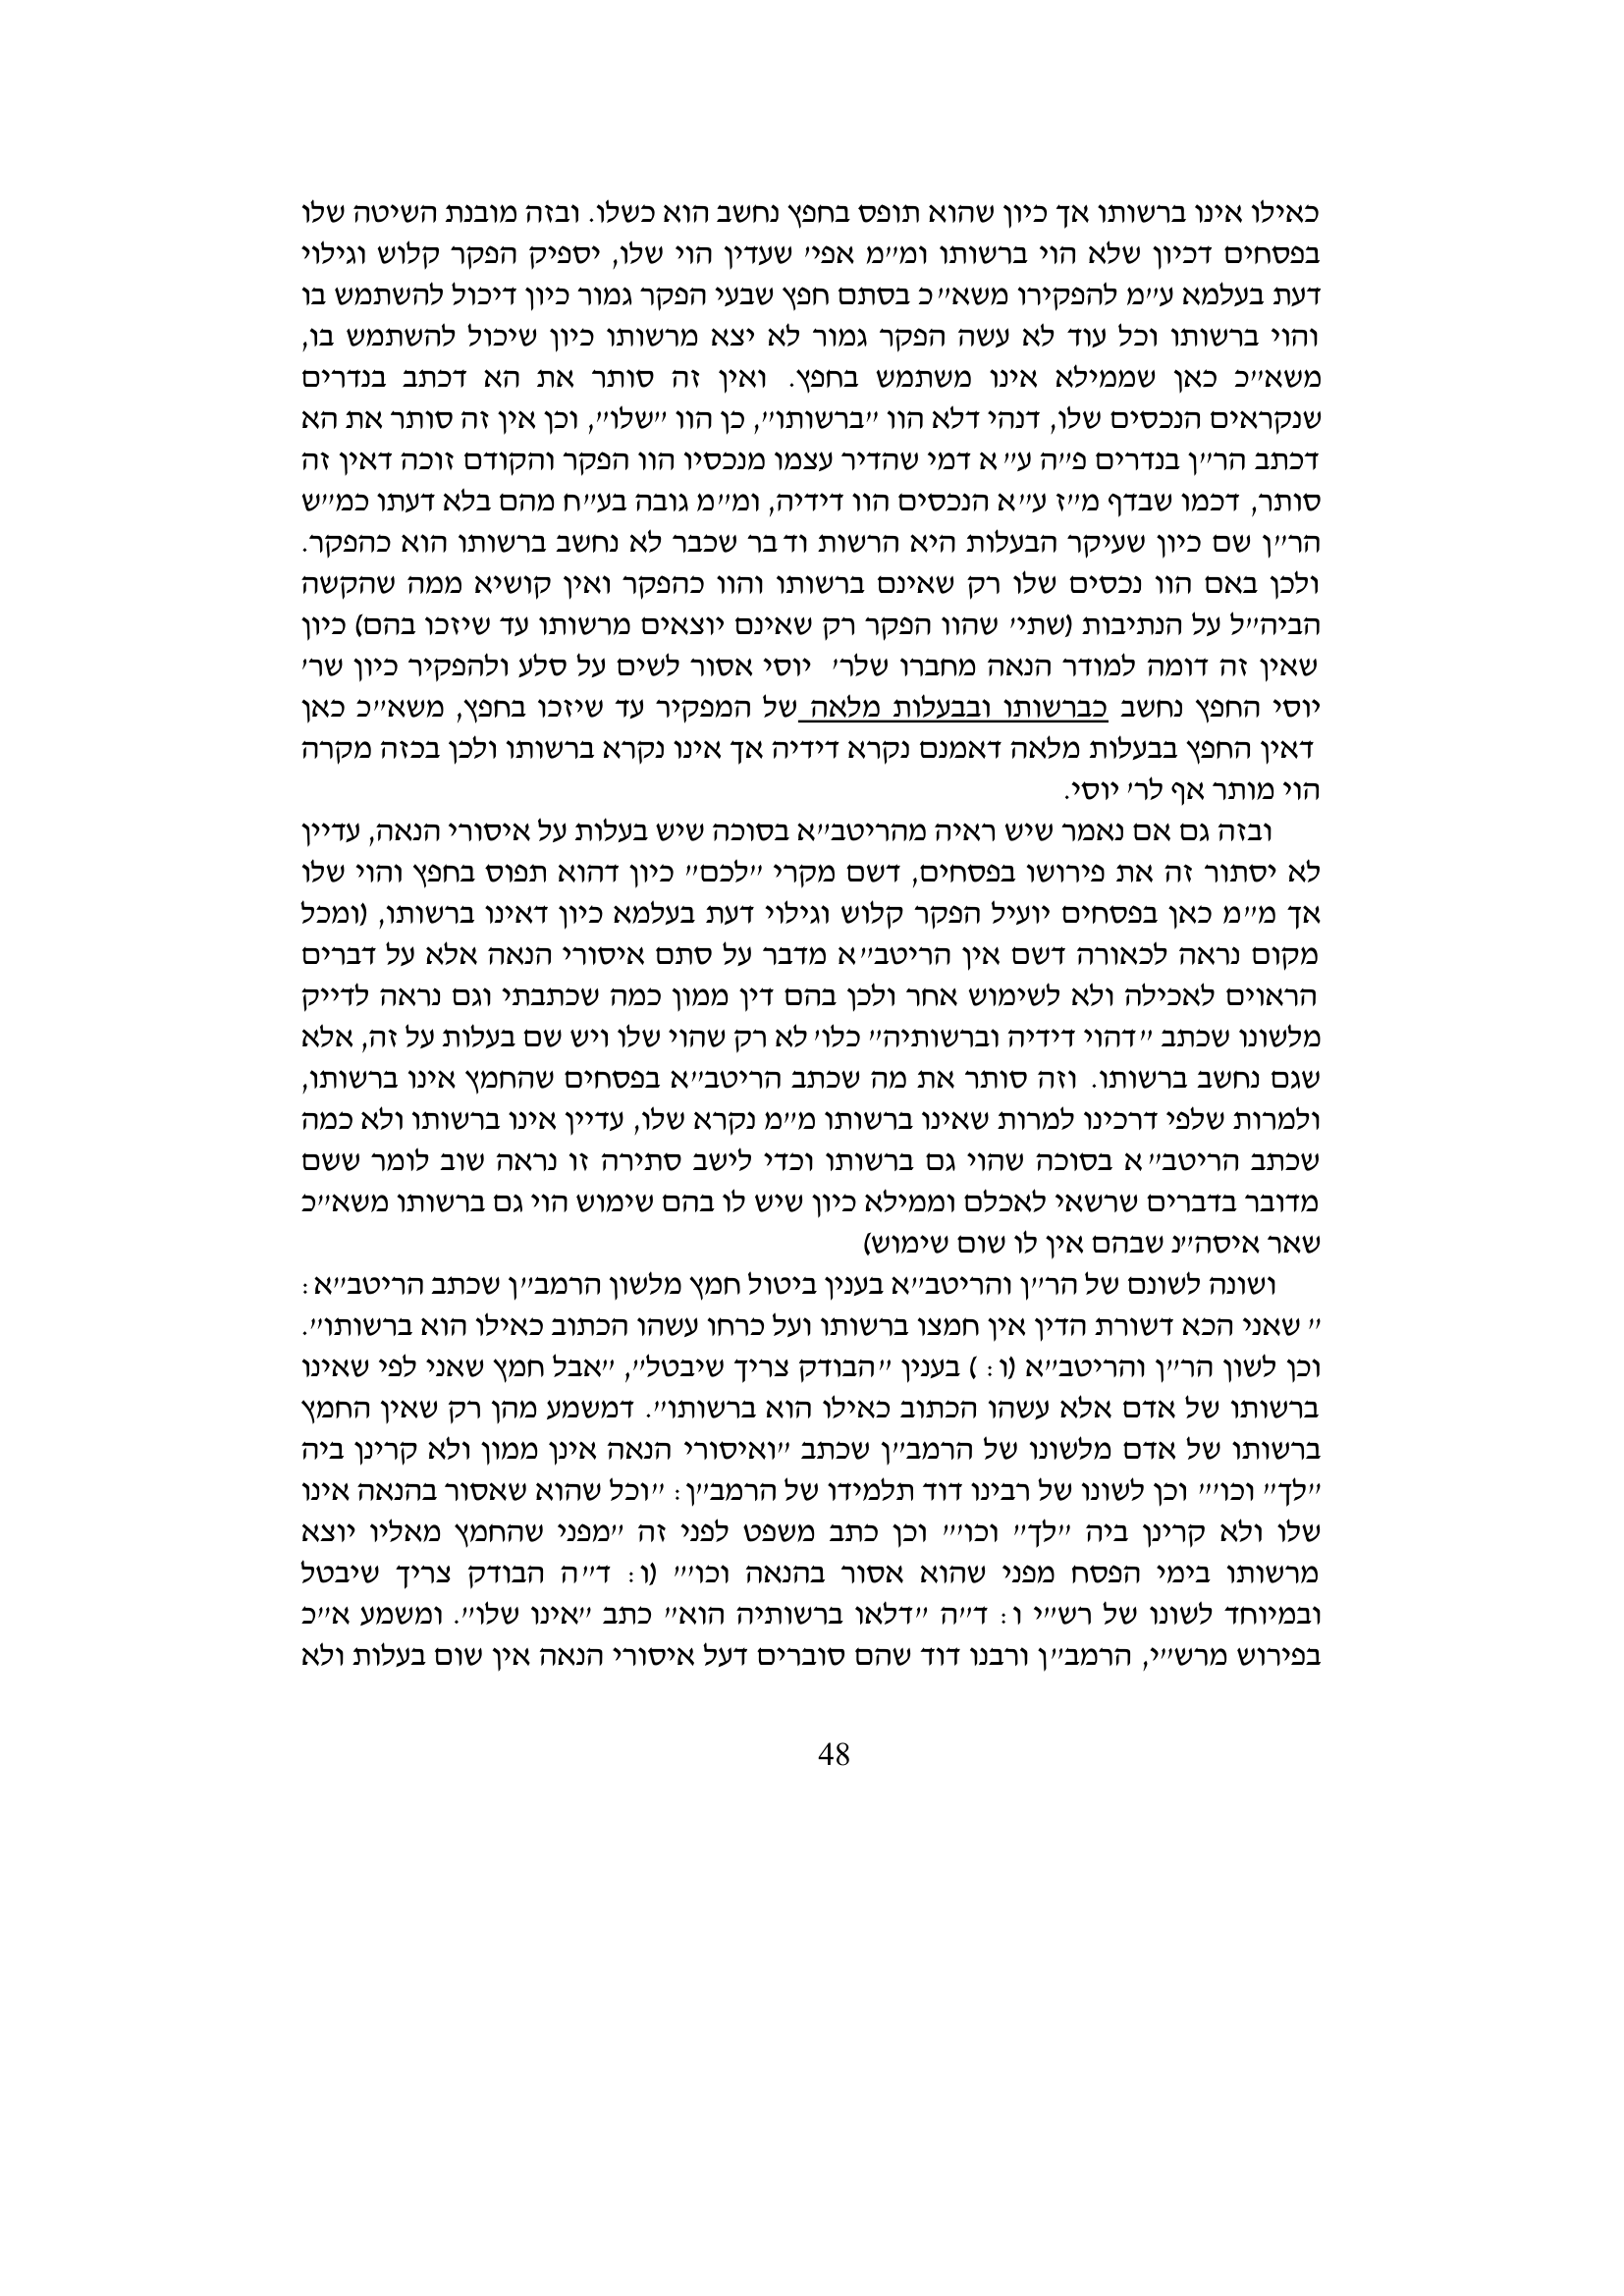 כאילו אינו ברשותו אך כיון שהוא תופס בחפץ נחשב הוא כשלו. ובזה מובנת השיטה שלו
בפסחים דכיון שלא הוי ברשותו ומ״מ אפי׳ שעדין הוי שלו, יספיק הפקר קלוש וגילוי
דעת בעלמא ע״מ להפקירו משא״כ בסתם חפץ שבעי הפקר גמור כיון דיכול להשתמש בו
והוי ברשותו וכל עוד לא עשה הפקר גמור לא יצא מרשותו כיון שיכול להשתמש בו,
משא״כ כאן שממילא אינו משתמש בחפץ. ואין זה סותר את הא דכתב בנדרים
שנקראים הנכסים שלו, דנהי דלא הוו ״ברשותו״, כן הוו ״שלו״, וכן אין זה סותר את הא
דכתב הר״ן בנדרים פ״ה ע״א דמי שהדיר עצמו מנכסיו הוו הפקר והקודם זוכה דאין זה
סותר, דכמו שבדף מ״ז ע״א הנכסים הוו דידיה, ומ״מ גובה בע״ח מהם בלא דעתו כמ״ש
הר״ן שם כיון שעיקר הבעלות היא הרשות ודבר שכבר לא נחשב ברשותו הוא כהפקר.
ולכן באם הוו נכסים שלו רק שאינם ברשותו והוו כהפקר ואין קושיא ממה שהקשה
הביה״ל על הנתיבות (שתי׳ שהוו הפקר רק שאינם יוצאים מרשותו עד שיזכו בהם) כיון
שאין זה דומה למודר הנאה מחברו שלר׳ יוסי אסור לשים על סלע ולהפקיר כיון שר׳
יוסי החפץ נחשב כברשותו ובבעלות מלאה של המפקיר עד שיזכו בחפץ, משא״כ כאן
דאין החפץ בבעלות מלאה דאמנם נקרא דידיה אך אינו נקרא ברשותו ולכן בכזה מקרה
הוי מותר אף לר׳ יוסי.
ובזה גם אם נאמר שיש ראיה מהריטב״א בסוכה שיש בעלות על איסורי הנאה, עדיין
לא יסתור זה את פירושו בפסחים, דשם מקרי ״לכם״ כיון דהוא תפוס בחפץ והוי שלו
אך מ״מ כאן בפסחים יועיל הפקר קלוש וגילוי דעת בעלמא כיון דאינו ברשותו, (ומכל
מקום נראה לכאורה דשם אין הריטב״א מדבר על סתם איסורי הנאה אלא על דברים
הראוים לאכילה ולא לשימוש אחר ולכן בהם דין ממון כמה שכתבתי וגם נראה לדייק
מלשונו שכתב ״דהוי דידיה וברשותיה״ כלו׳ לא רק שהוי שלו ויש שם בעלות על זה, אלא
שגם נחשב ברשותו. וזה סותר את מה שכתב הריטב״א בפסחים שהחמץ אינו ברשותו,
ולמרות שלפי דרכינו למרות שאינו ברשותו מ״מ נקרא שלו, עדיין אינו ברשותו ולא כמה
שכתב הריטב״א בסוכה שהוי גם ברשותו וכדי לישב סתירה זו נראה שוב לומר ששם
מדובר בדברים שרשאי לאכלם וממילא כיון שיש לו בהם שימוש הוי גם ברשותו משא״כ
שאר איסה״נ שבהם אין לו שום שימוש)
ושונה לשונם של הר״ן והריטב״א בענין ביטול חמץ מלשון הרמב״ן שכתב הריטב״א:
״ שאני הכא דשורת הדין אין חמצו ברשותו ועל כרחו עשהו הכתוב כאילו הוא ברשותו״.
וכן לשון הר״ן והריטב״א (ו: ) בענין ״הבודק צריך שיבטל״, ״אבל חמץ שאני לפי שאינו
ברשותו של אדם אלא עשהו הכתוב כאילו הוא ברשותו״. דמשמע מהן רק שאין החמץ
ברשותו של אדם מלשונו של הרמב״ן שכתב ״ואיסורי הנאה אינן ממון ולא קרינן ביה
״לך״ וכו׳״ וכן לשונו של רבינו דוד תלמידו של הרמב״ן: ״וכל שהוא שאסור בהנאה אינו
שלו ולא קרינן ביה ״לך״ וכו׳״ וכן כתב משפט לפני זה ״מפני שהחמץ מאליו יוצא
מרשותו בימי הפסח מפני שהוא אסור בהנאה וכו׳״ (ו: ד״ה הבודק צריך שיבטל
ובמיוחד לשונו של רש״י ו: ד״ה ״דלאו ברשותיה הוא״ כתב ״אינו שלו״. ומשמע א״כ
בפירוש מרש״י, הרמב״ן ורבנו דוד שהם סוברים דעל איסורי הנאה אין שום בעלות ולא
48